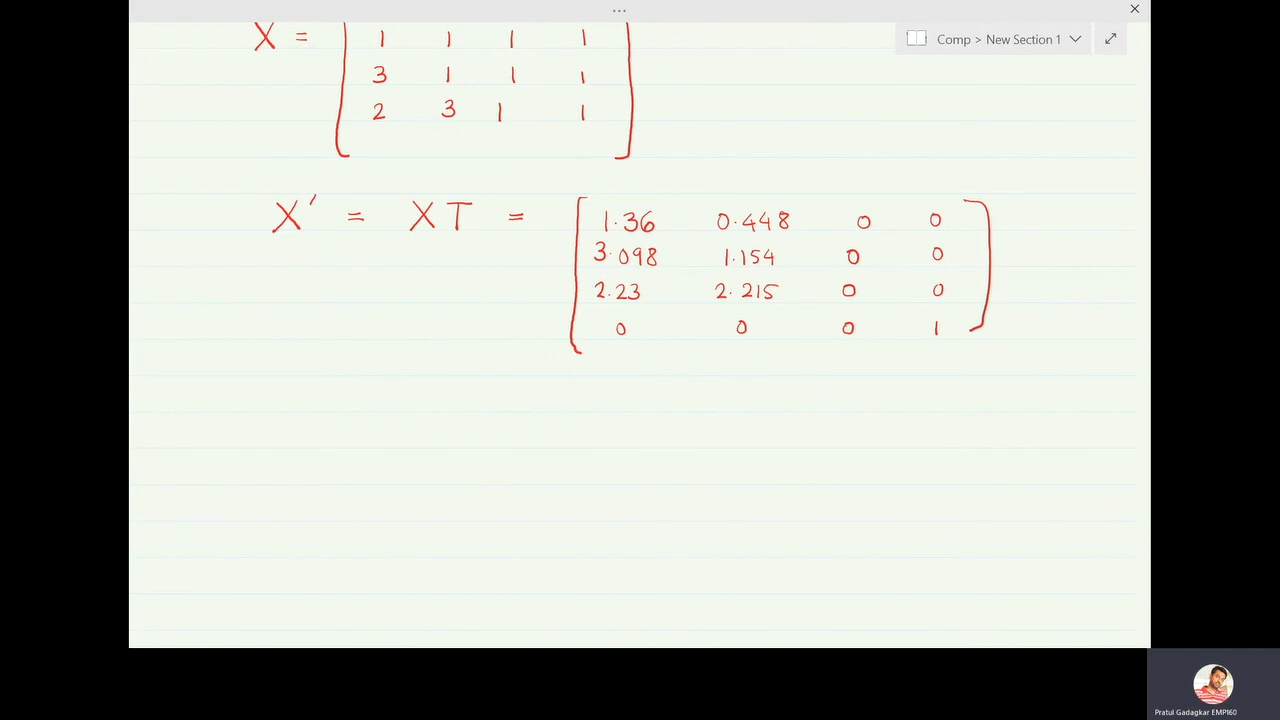 ...
Comp > New Section 1
X = 1 1 1 1
3 1 1 1
2 3 1 1
X' = XT = 1.36 0.448 0 0
3.098 1.154 0 0
2.23 2.215 0 0
0 0 0 1
Pratul Gadagkar EMP160